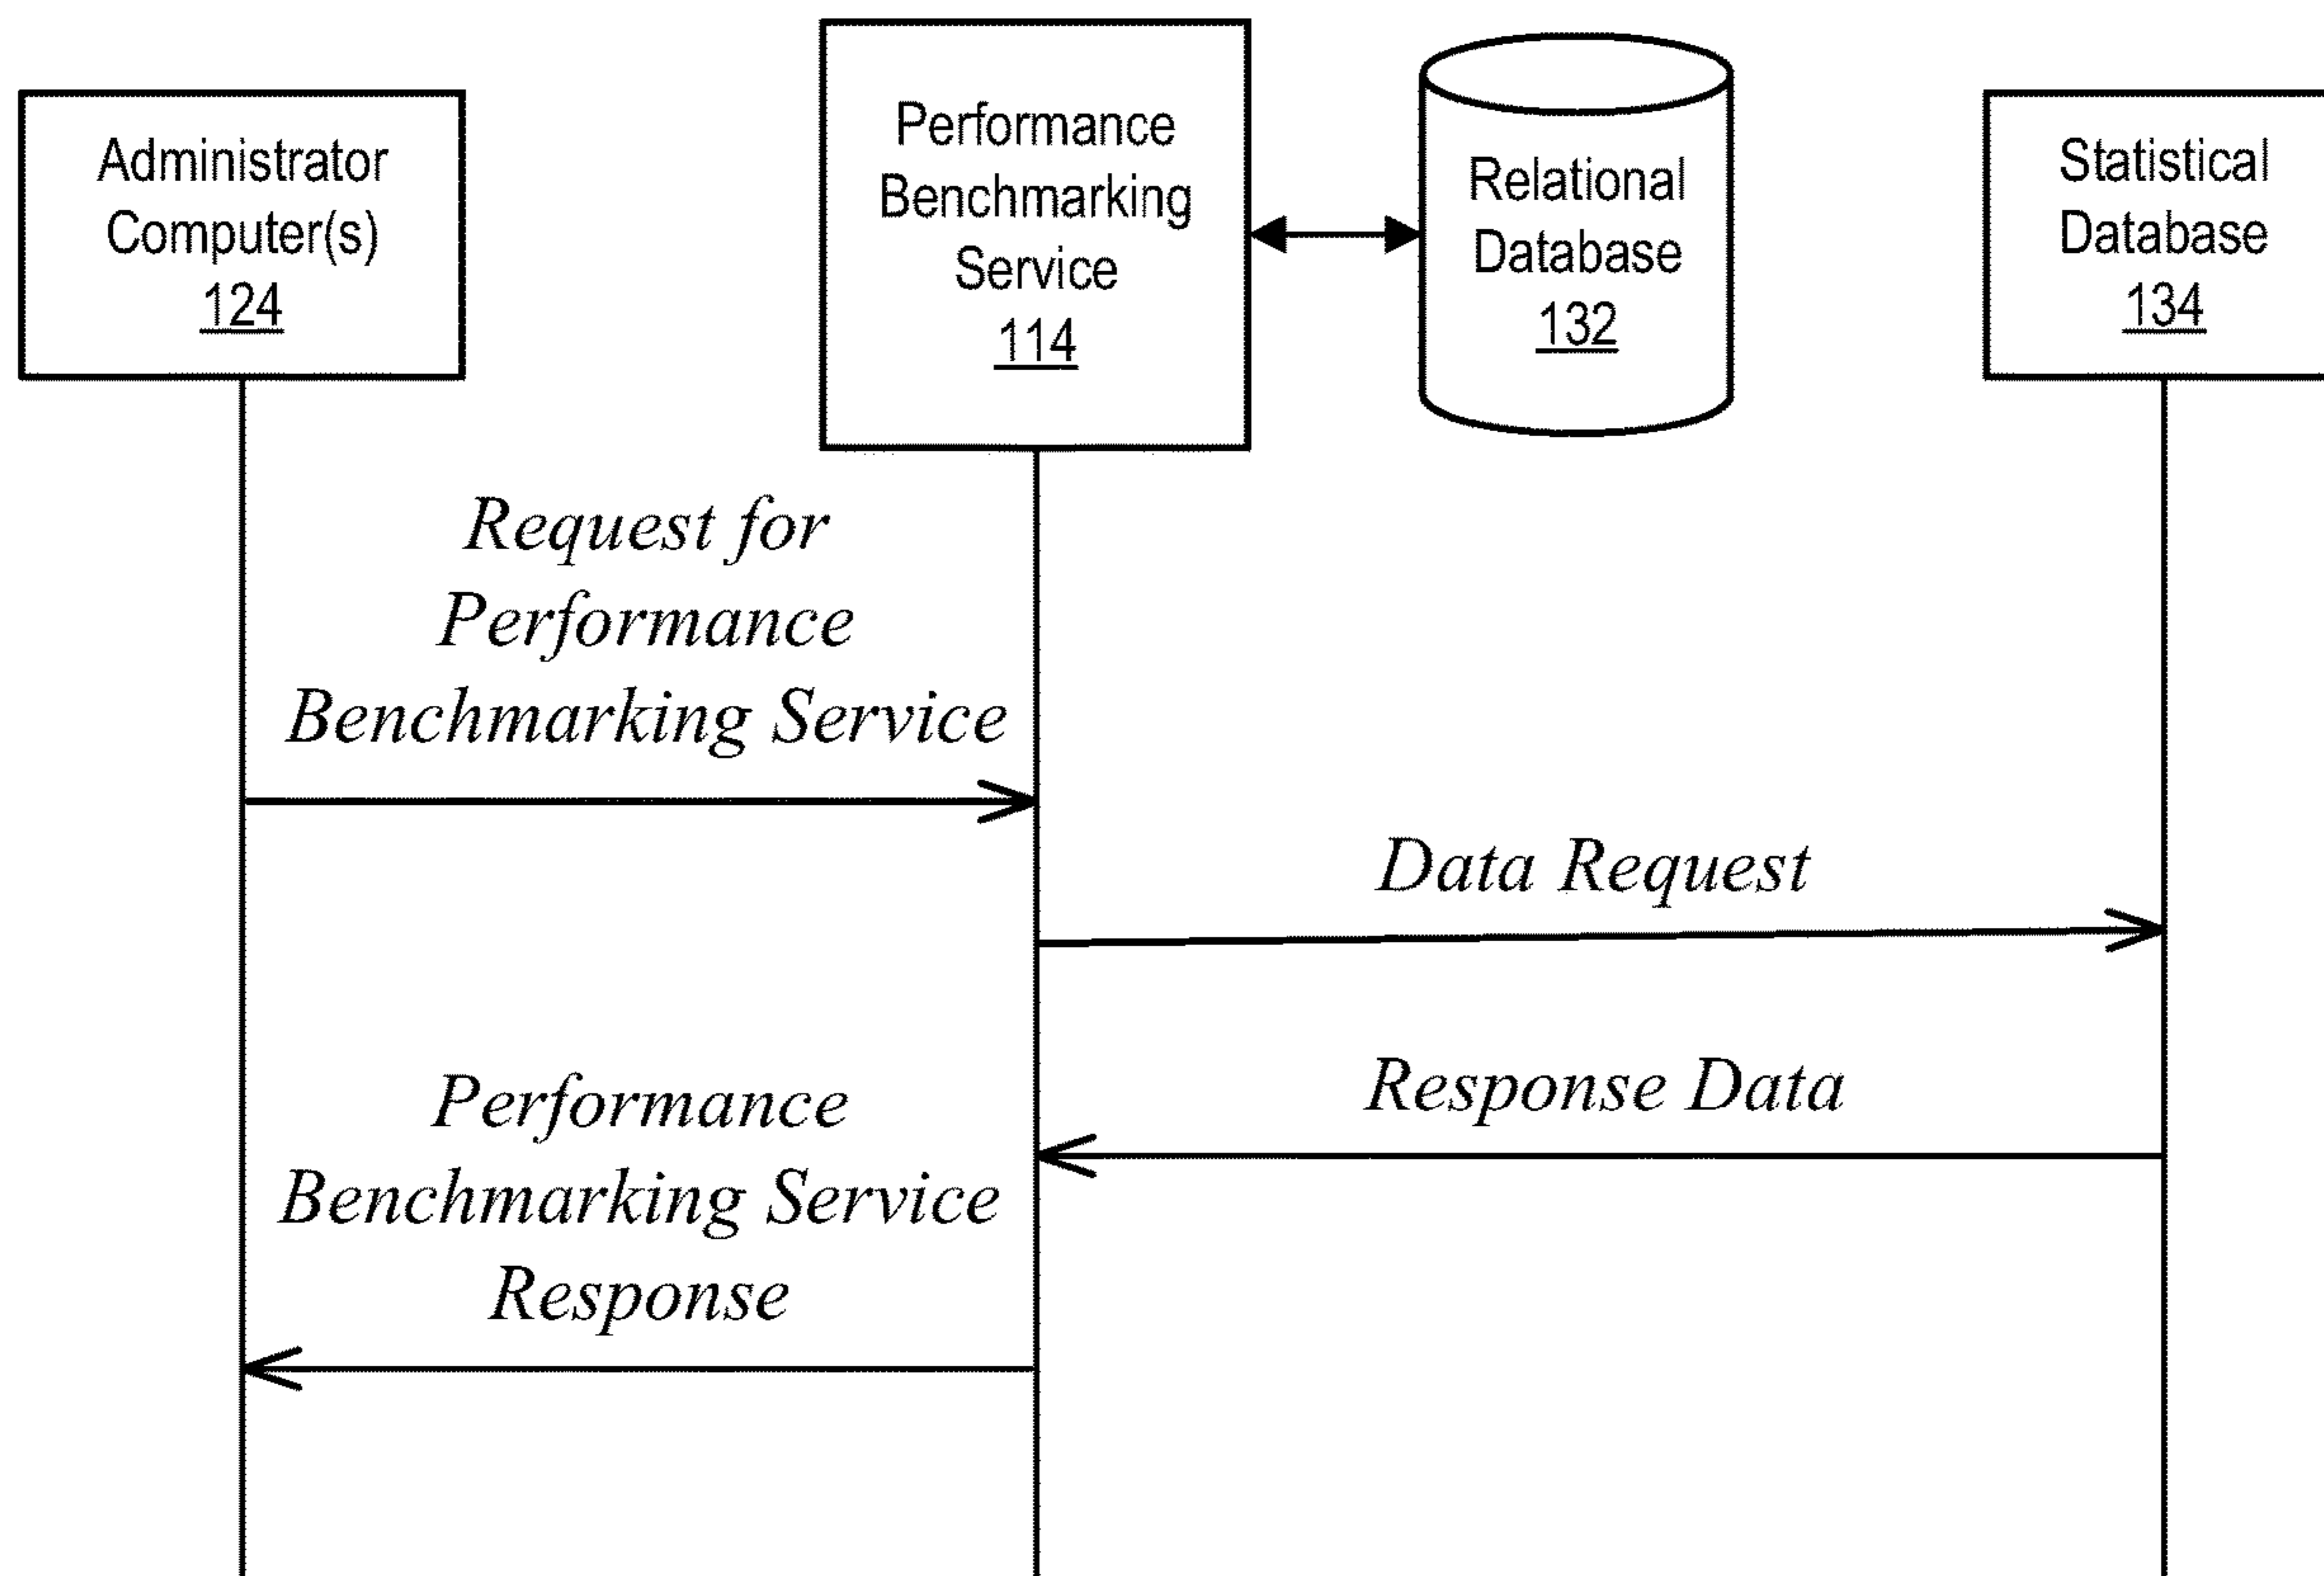 Administrator
Computer(s)
124
Performance
Benchmarking
Service
114
Relational
Database
132
Statistical
Database
134
Request for
Performance
Benchmarking Service
Data Request
Response Data
Performance
Benchmarking Service
Response